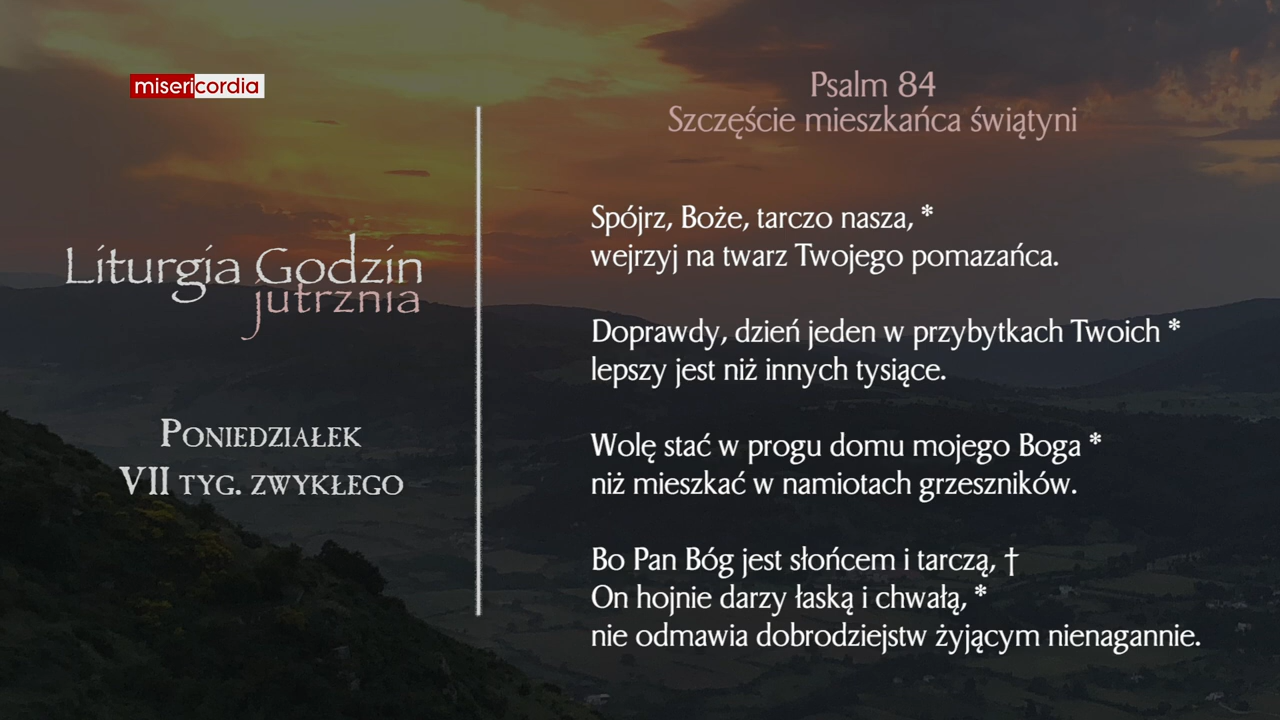 misericordia
Liturgia Godzin
jutrznia
Poniedziałek
VII tyg. zwykłego
Psalm 84
Szczęście mieszkańca świątyni
Spójrz, Boże, tarczo nasza, *
wejrzyj na twarz Twojego pomazańca.
Doprawdy, dzień jeden w przybytkach Twoich *
lepszy jest niż innych tysiące.
Wolę stać w progu domu mojego Boga *
niż mieszkać w namiotach grzeszników.
Bo Pan Bóg jest słońcem i tarczą, †
On hojnie darzy łaską i chwałą, *
nie odmawia dobrodziejstw żyjącym nienagannie.